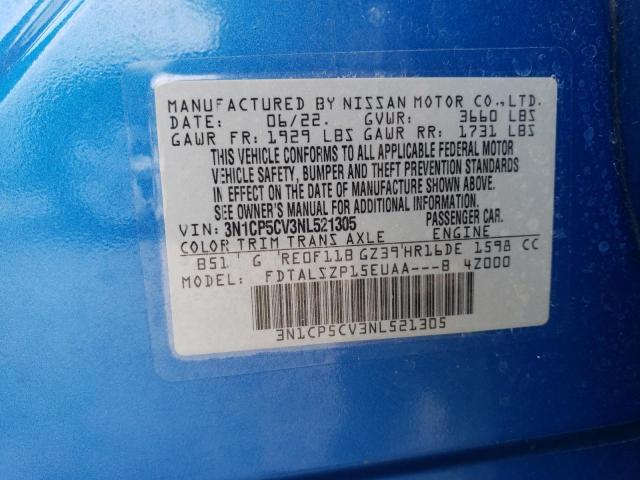 MANUFACTURED BY NISSAN MOTOR CO.,LTD.
DATE: 06/22. GVWR: 3660 LBS
GAWR FR: 1929 LBS GAWR RR: 1731 LBS
THIS VEHICLE CONFORMS TO ALL APPLICABLE FEDERAL MOTOR
VEHICLE SAFETY, BUMPER AND THEFT PREVENTION STANDARDS
IN EFFECT ON THE DATE OF MANUFACTURE SHOWN ABOVE.
SEE OWNER'S MANUAL FOR ADDITIONAL INFORMATION.
VIN: 3N1CP5CV3NL521305 PASSENGER CAR.
COLOR TRIM TRANS AXLE ENGINE
B51 G RE0F11B GZ39 HR16DE 1598 CC
MODEL: FDTALSZP15EUAA---B 4Z000
3N1CP5CV3NL521305